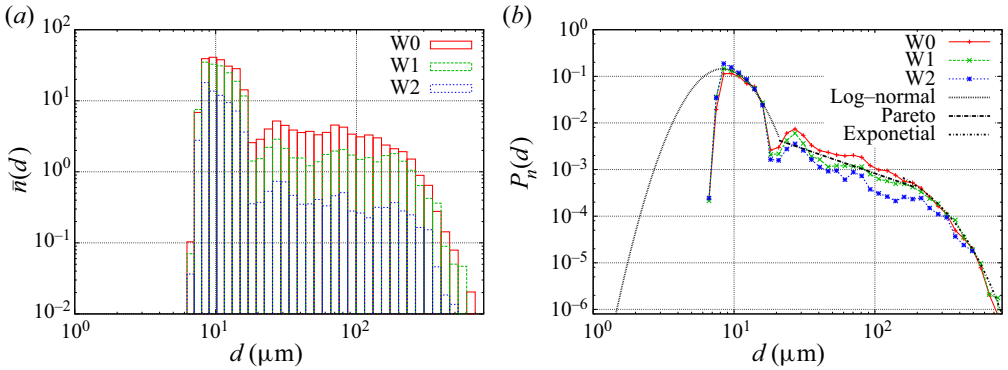 (a)
10²
10¹
10⁰
10⁻¹
10⁻²
n̄(d)
W0
W1
W2
10⁰
10¹
10²
d (μm)
(b)
10⁰
10⁻¹
10⁻²
10⁻³
10⁻⁴
10⁻⁵
10⁻⁶
Pₙ(d)
W0
W1
W2
Log–normal
Pareto
Exponetial
10⁰
10¹
10²
d (μm)